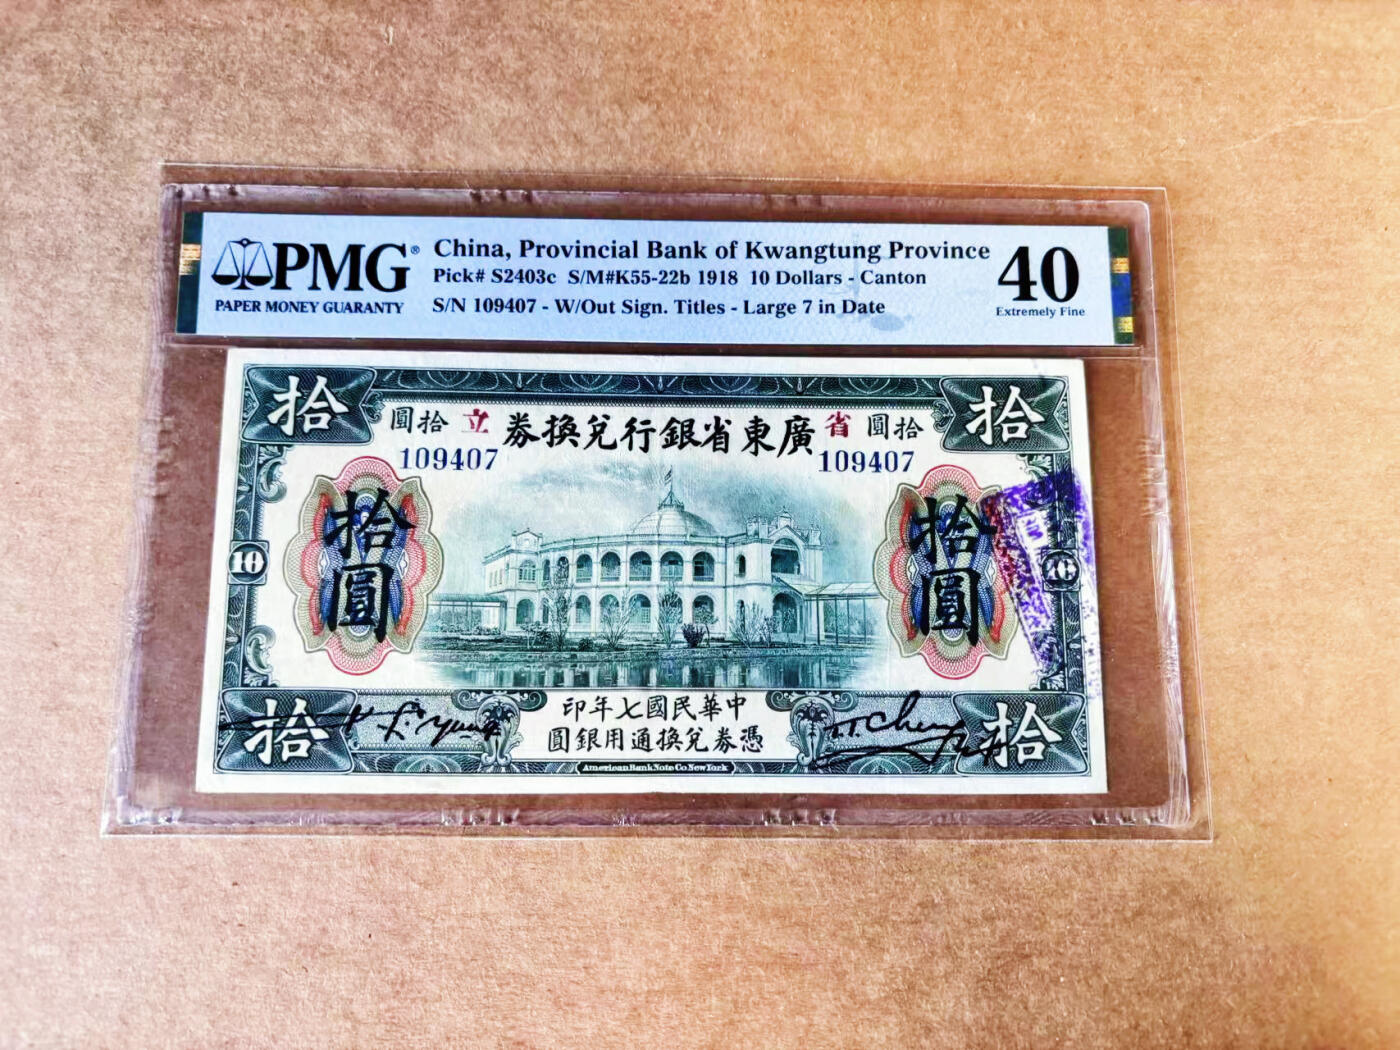 PMG®
PAPER MONEY GUARANTY
China, Provincial Bank of Kwangtung Province
Pick# S2403c S/M#K55-22b 1918 10 Dollars - Canton
S/N 109407 - W/Out Sign. Titles - Large 7 in Date
40
Extremely Fine
拾
拾
圓拾
立
券換兌行銀省東廣
省
圓拾
109407
109407
拾圓
拾圓
10
10
印年七國民華中
圓銀用通換兌券憑
拾
拾
American Bank Note Co New York